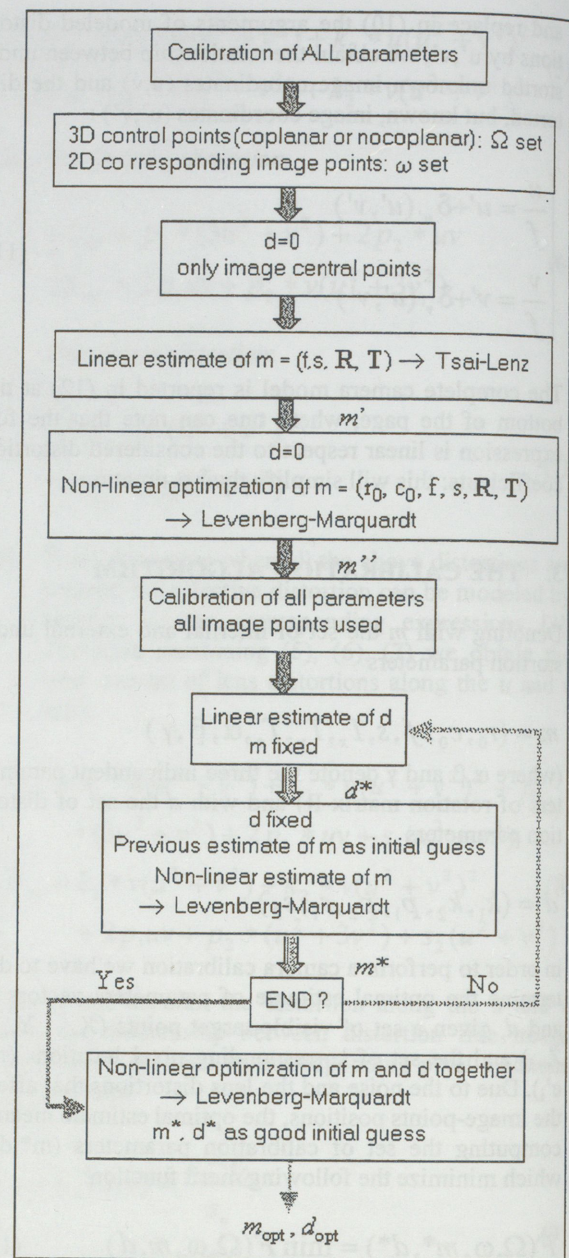 Calibration of ALL parameters
3D control points (coplanar or nocoplanar): Ω set
2D co rresponding image points: ω set
d=0
only image central points
Linear estimate of m = (f,s, R, T) → Tsai-Lenz
m'
d=0
Non-linear optimization of m = (r₀, c₀, f, s, R, T)
→ Levenberg-Marquardt
m''
Calibration of all parameters
all image points used
Linear estimate of d
m fixed
d*
d fixed
Previous estimate of m as initial guess
Non-linear estimate of m
→ Levenberg-Marquardt
m*
Yes
END ?
No
Non-linear optimization of m and d together
→ Levenberg-Marquardt
m*, d* as good initial guess
m_opt, d_opt